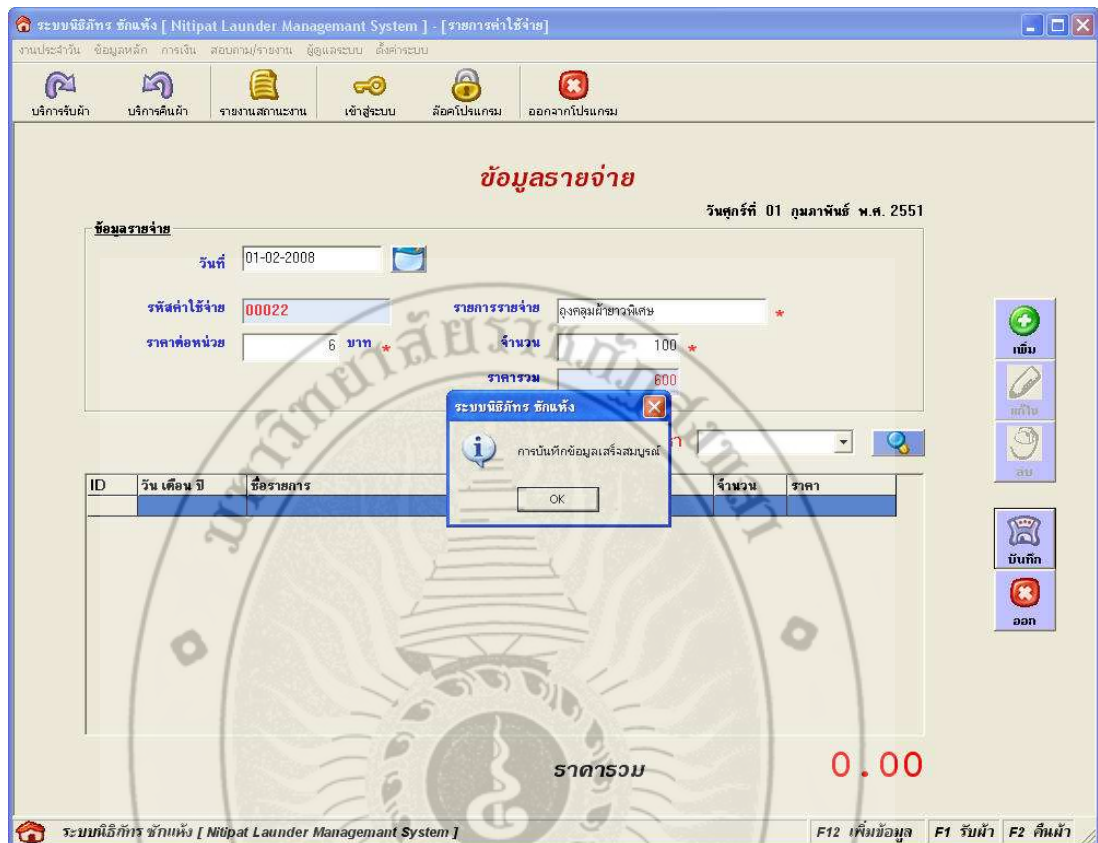 ระบบนิธิภัทร ซักแห้ง [ Nitipat Launder Managemant System ] - [รายการค่าใช้จ่าย]
งานประจำวัน ข้อมูลหลัก การเงิน สอบถาม/รายงาน ผู้ดูแลระบบ ตั้งค่าระบบ
บริการรับผ้า บริการคืนผ้า รายงานสถานะงาน เข้าสู่ระบบ ล๊อคโปรแกรม ออกจากโปรแกรม
ข้อมูลรายจ่าย
วันศุกร์ที่ 01 กุมภาพันธ์ พ.ศ. 2551
ข้อมูลรายจ่าย
วันที่ 01-02-2008
รหัสค่าใช้จ่าย 00022 รายการรายจ่าย ถุงคลุมผ้ายาวพิเศษ *
ราคาต่อหน่วย 6 บาท * จำนวน 100 *
ราคารวม 600
เพิ่ม
แก้ไข
ลบ
บันทึก
ออก
ระบบนิธิภัทร ซักแห้ง
การบันทึกข้อมูลเสร็จสมบูรณ์
OK
ID วัน เดือน ปี ชื่อรายการ จำนวน ราคา
ราคารวม 0.00
มหาวิทยาลัยราชภัฏสงขลา
ระบบนิธิภัทร ซักแห้ง [ Nitipat Launder Managemant System ] F12 เพิ่มข้อมูล F1 รับผ้า F2 คืนผ้า